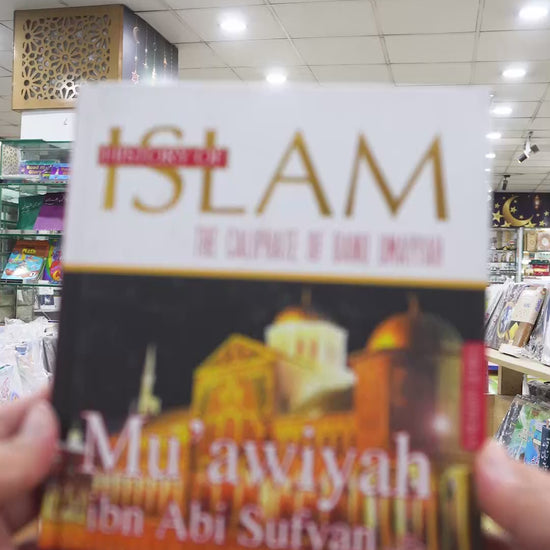 HISTORY OF
ISLAM
THE CALIPHATE OF BANU UMAYYAH
Mu'awiyah
ibn Abi Sufyan